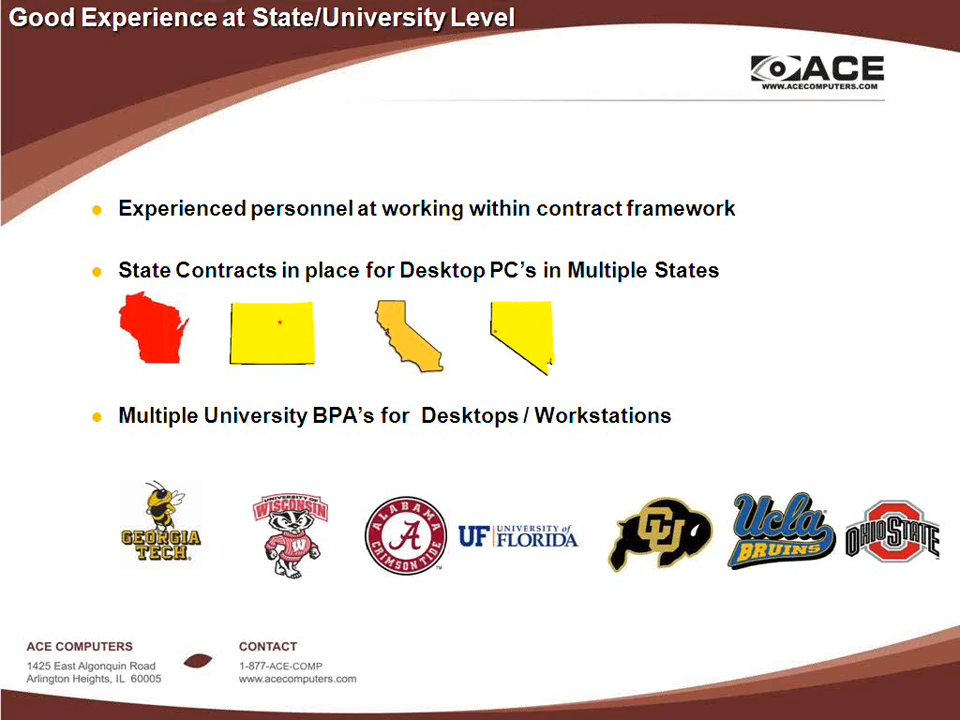 Good Experience at State/University Level
ACE
WWW.ACECOMPUTERS.COM
Experienced personnel at working within contract framework
State Contracts in place for Desktop PC's in Multiple States
Multiple University BPA's for Desktops / Workstations
GEORGIA
TECH
UNIVERSITY OF
WISCONSIN
W
ALABAMA
A
CRIMSON TIDE
TM
UF UNIVERSITY of
FLORIDA
CU
UCLA
BRUINS
OHIO STATE
ACE COMPUTERS
1425 East Algonquin Road
Arlington Heights, IL 60005
CONTACT
1-877-ACE-COMP
www.acecomputers.com